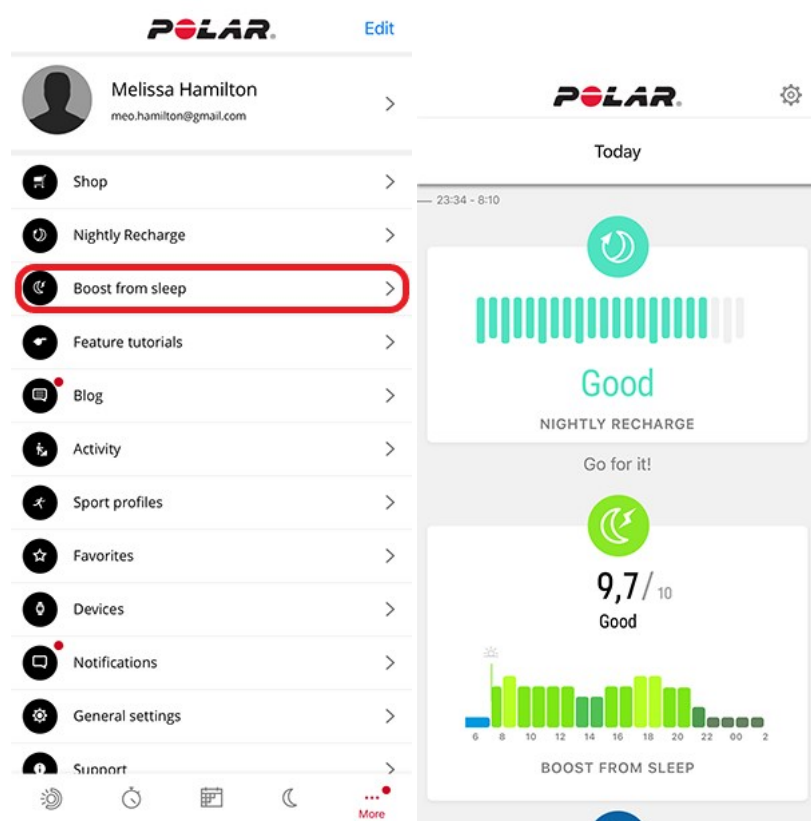 POLAR.
Edit
Melissa Hamilton
meo.hamilton@gmail.com
Shop
Nightly Recharge
Boost from sleep
Feature tutorials
Blog
Activity
Sport profiles
Favorites
Devices
Notifications
General settings
Support
More
POLAR.
Today
23:34 - 8:10
Good
NIGHTLY RECHARGE
Go for it!
9,7/ 10
Good
6 8 10 12 14 16 18 20 22 00 2
BOOST FROM SLEEP